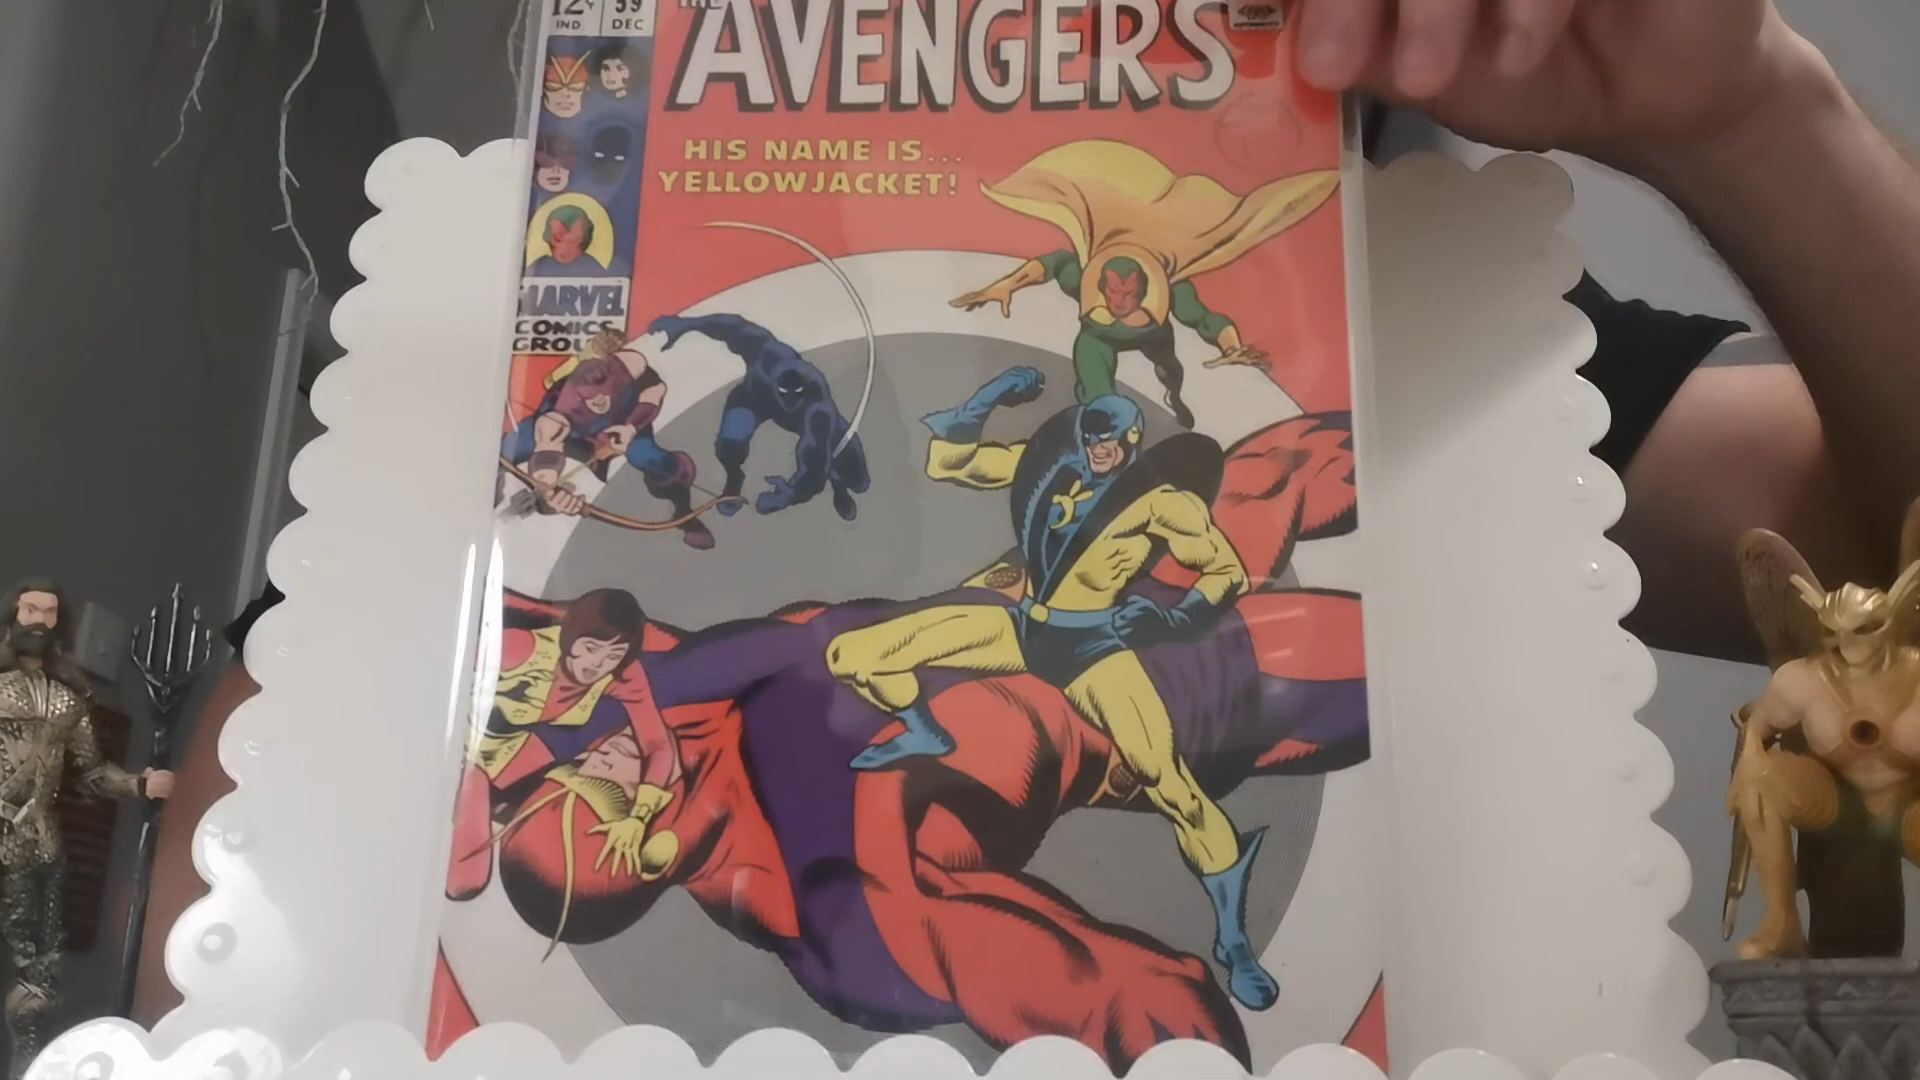 12¢ 59
IND DEC
THE
AVENGERS
HIS NAME IS...
YELLOWJACKET!
MARVEL
COMICS
GROUP